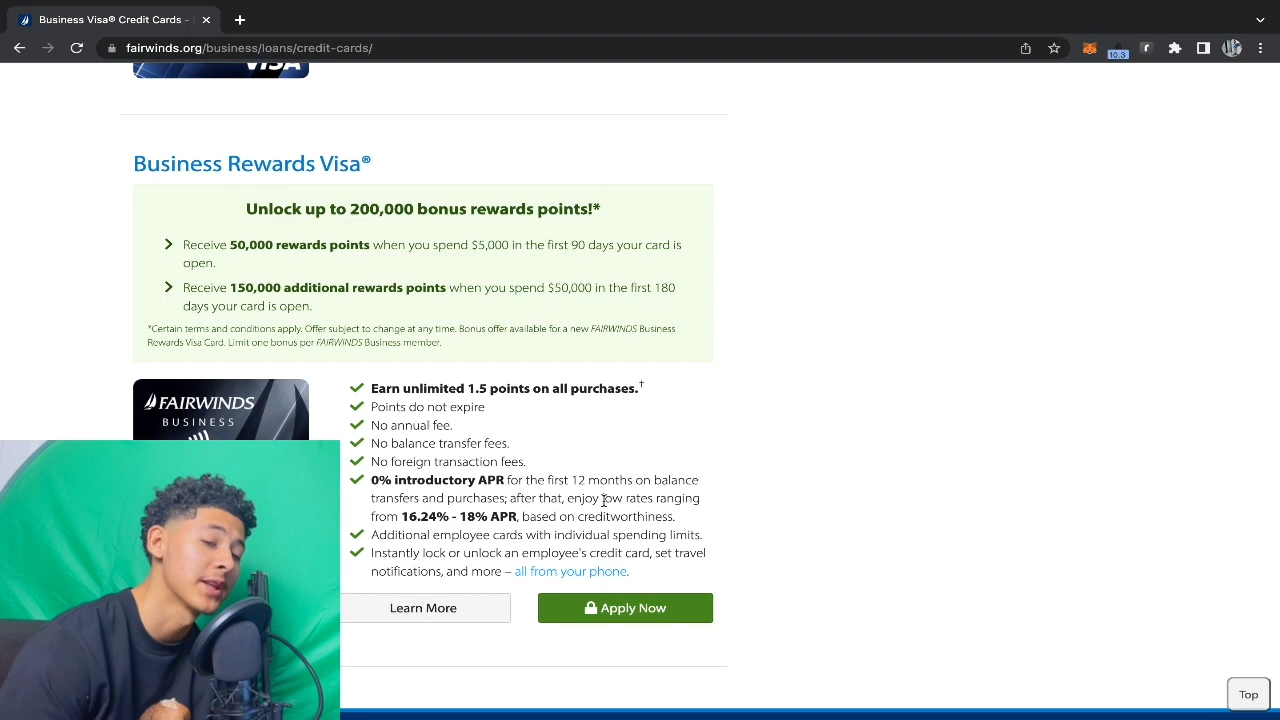 Business Visa® Credit Cards -
fairwinds.org/business/loans/credit-cards/
10.3
VISA
Business Rewards Visa®
Unlock up to 200,000 bonus rewards points!*
Receive 50,000 rewards points when you spend $5,000 in the first 90 days your card is
open.
Receive 150,000 additional rewards points when you spend $50,000 in the first 180
days your card is open.
*Certain terms and conditions apply. Offer subject to change at any time. Bonus offer available for a new FAIRWINDS Business
Rewards Visa Card. Limit one bonus per FAIRWINDS Business member.
FAIRWINDS
BUSINESS
Earn unlimited 1.5 points on all purchases.†
Points do not expire
No annual fee.
No balance transfer fees.
No foreign transaction fees.
0% introductory APR for the first 12 months on balance
transfers and purchases; after that, enjoy low rates ranging
from 16.24% - 18% APR, based on creditworthiness.
Additional employee cards with individual spending limits.
Instantly lock or unlock an employee's credit card, set travel
notifications, and more – all from your phone.
Learn More
Apply Now
Top